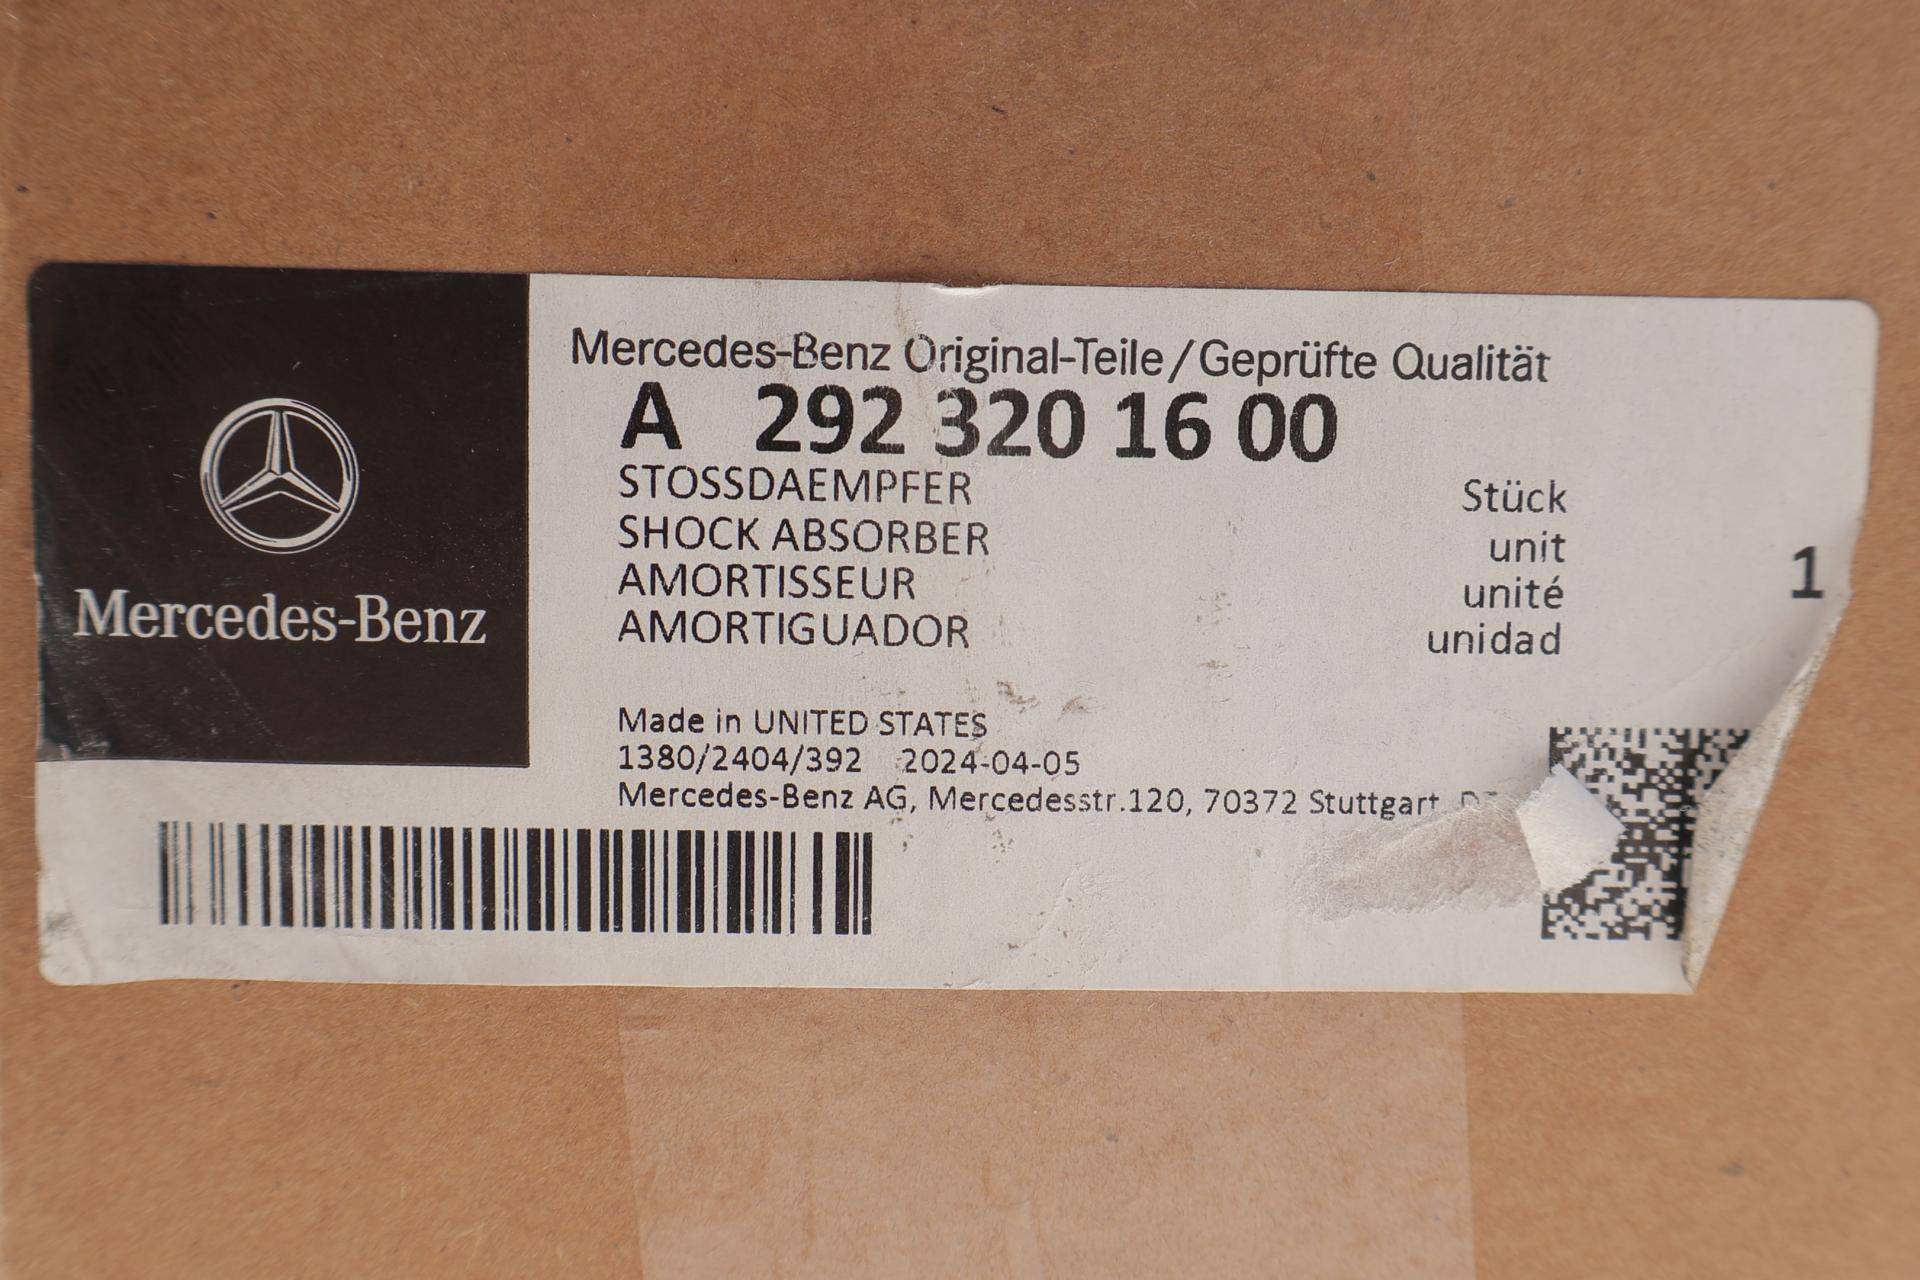 Mercedes-Benz
Mercedes-Benz Original-Teile/Geprüfte Qualität
A 292 320 16 00
STOSSDAEMPFER Stück
SHOCK ABSORBER unit
AMORTISSEUR unité
AMORTIGUADOR unidad
1
Made in UNITED STATES
1380/2404/392 2024-04-05
Mercedes-Benz AG, Mercedesstr.120, 70372 Stuttgart